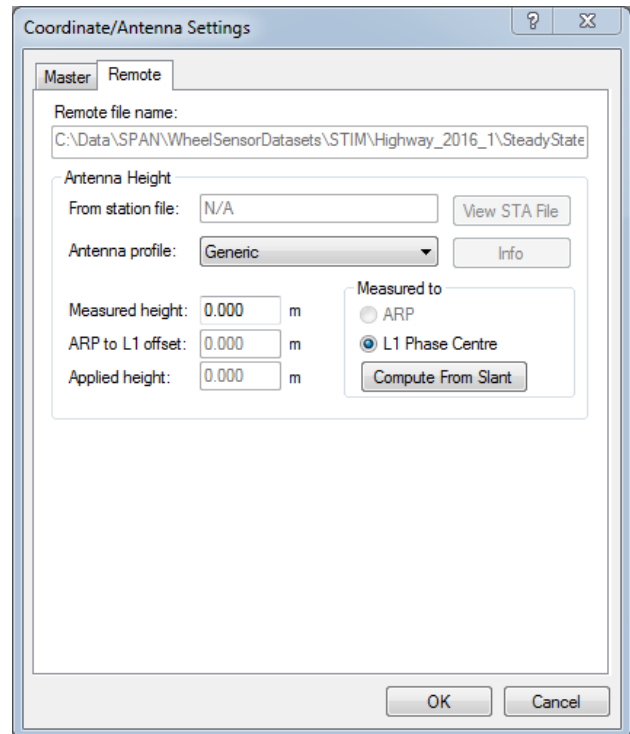 Coordinate/Antenna Settings
Master Remote
Remote file name:
C:\Data\SPAN\WheelSensorDatasets\STIM\Highway_2016_1\SteadyState
Antenna Height
From station file: N/A View STA File
Antenna profile: Generic Info
Measured to
Measured height: 0.000 m
ARP
ARP to L1 offset: 0.000 m
L1 Phase Centre
Applied height: 0.000 m
Compute From Slant
OK Cancel